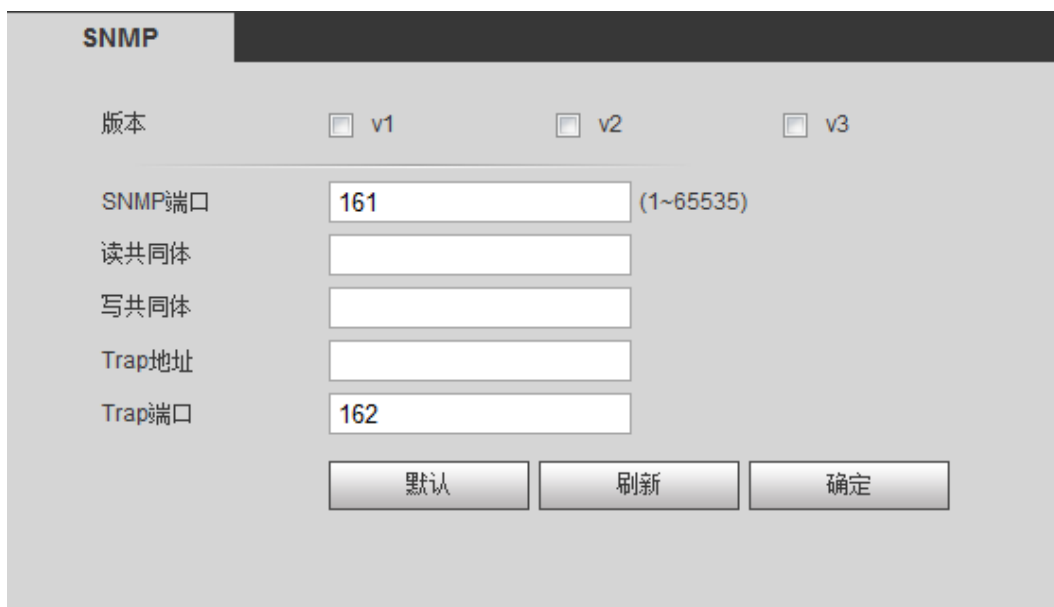 SNMP
版本 v1 v2 v3
SNMP端口 161 (1~65535)
读共同体
写共同体
Trap地址
Trap端口 162
默认 刷新 确定